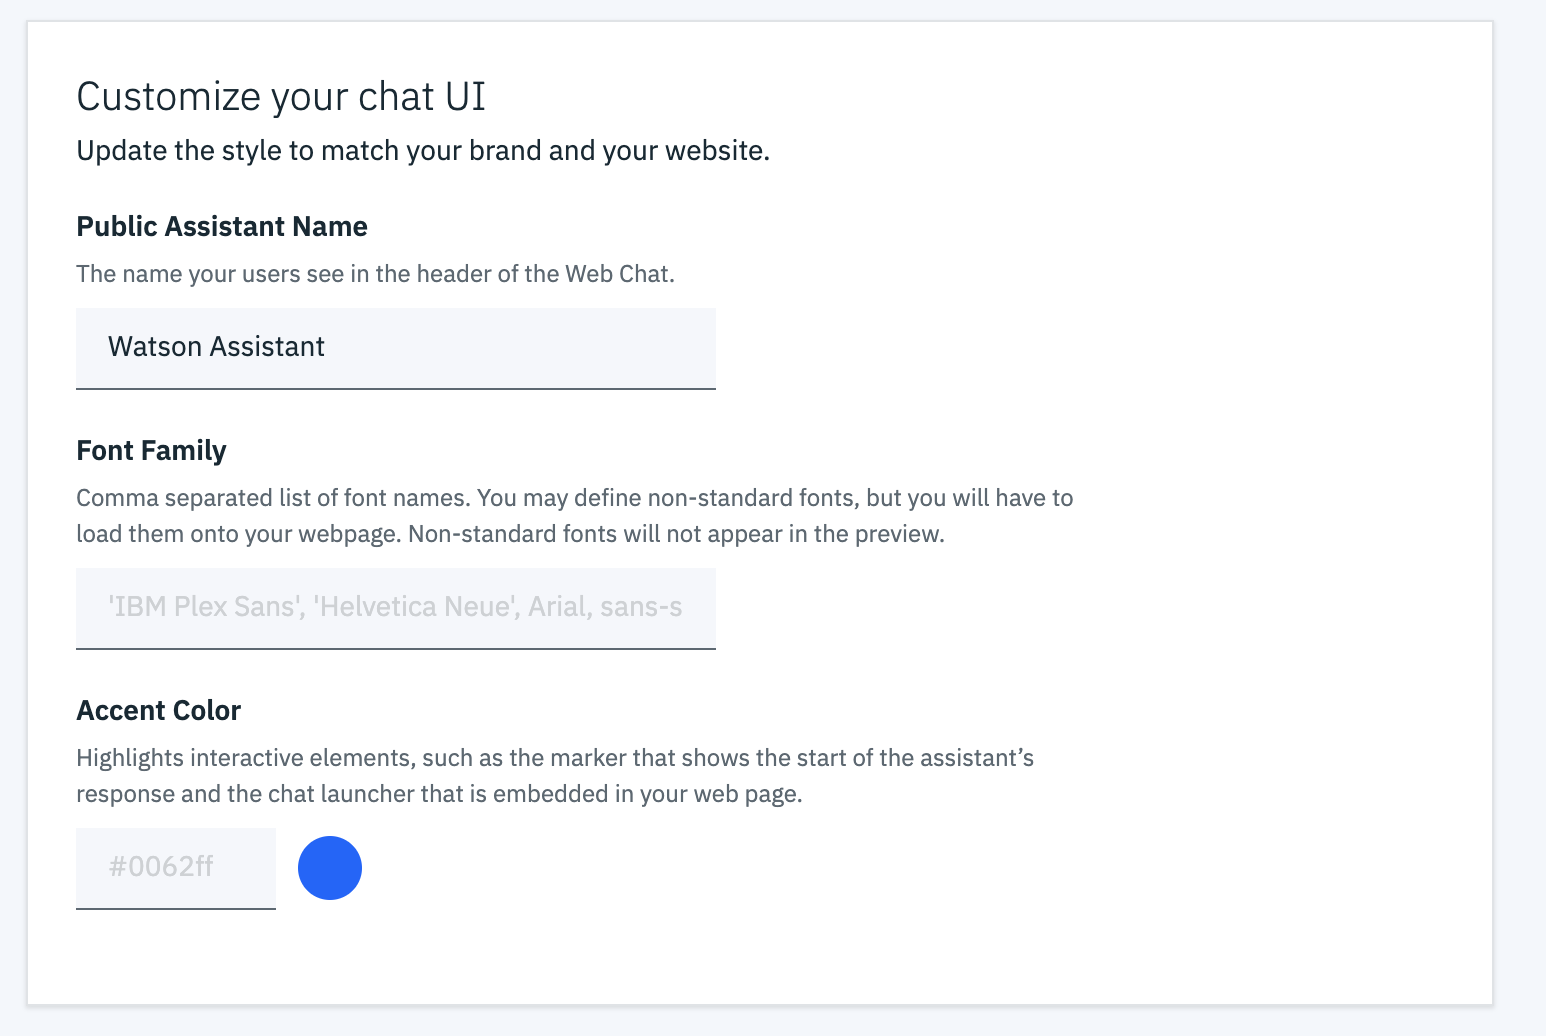 Customize your chat UI
Update the style to match your brand and your website.
Public Assistant Name
The name your users see in the header of the Web Chat.
Watson Assistant
Font Family
Comma separated list of font names. You may define non-standard fonts, but you will have to
load them onto your webpage. Non-standard fonts will not appear in the preview.
'IBM Plex Sans', 'Helvetica Neue', Arial, sans-s
Accent Color
Highlights interactive elements, such as the marker that shows the start of the assistant’s
response and the chat launcher that is embedded in your web page.
#0062ff